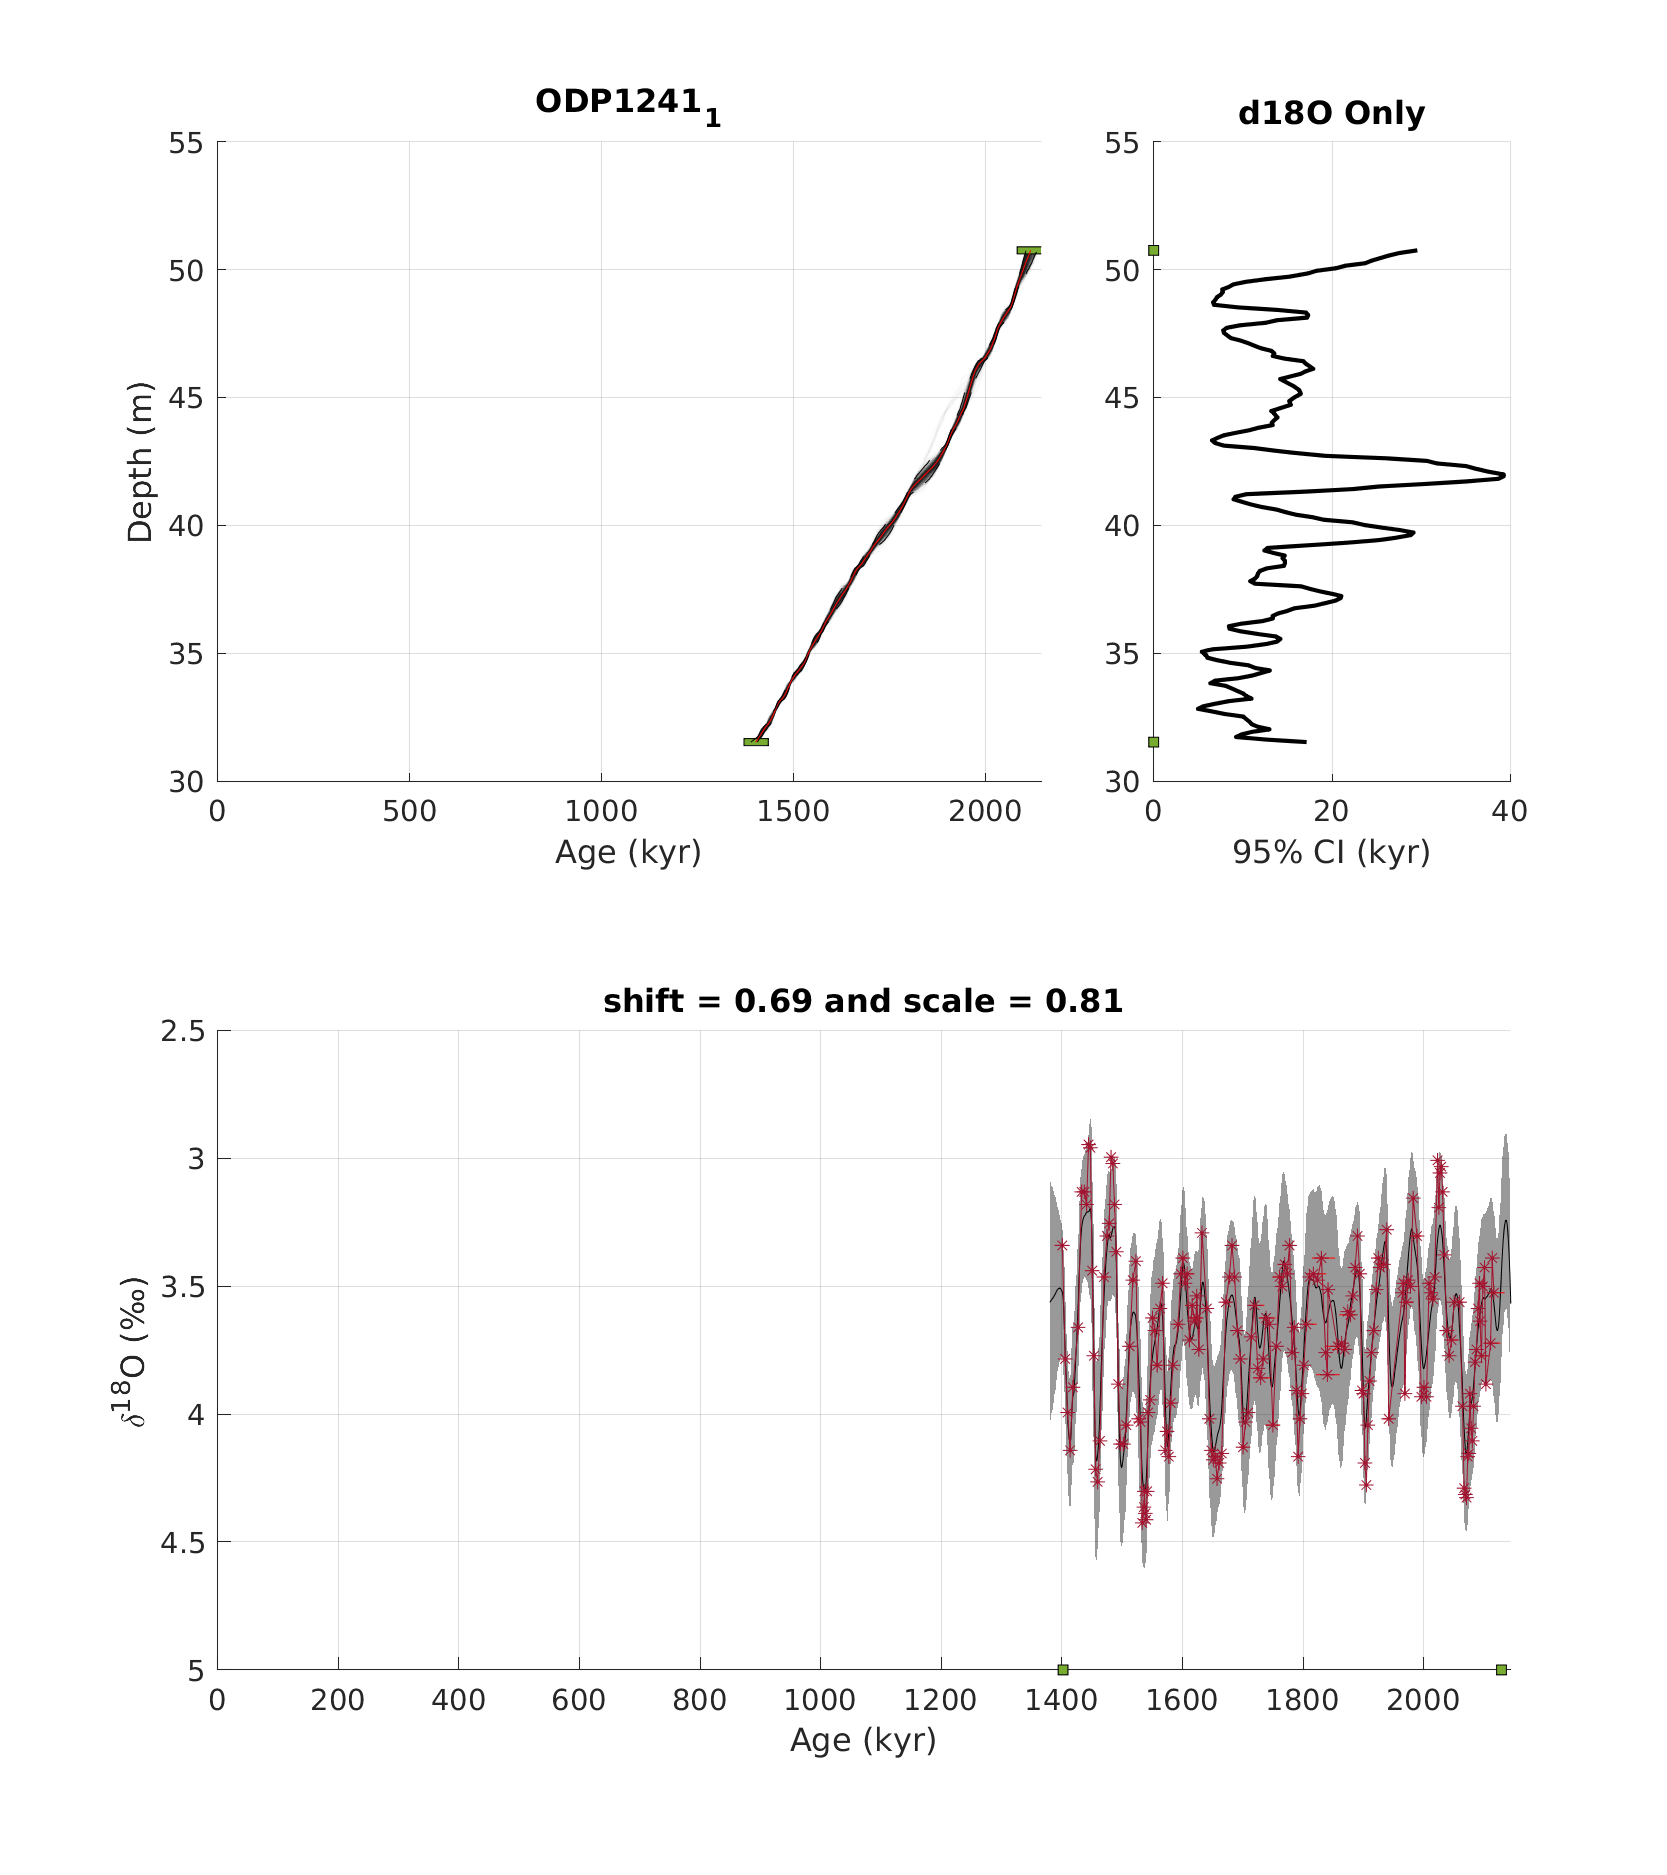 ODP1241₁
55
50
45
40
35
30
Depth (m)
0 500 1000 1500 2000
Age (kyr)
d18O Only
55
50
45
40
35
30
0 20 40
95% CI (kyr)
shift = 0.69 and scale = 0.81
2.5
3
3.5
4
4.5
5
δ¹⁸O (‰)
0 200 400 600 800 1000 1200 1400 1600 1800 2000
Age (kyr)